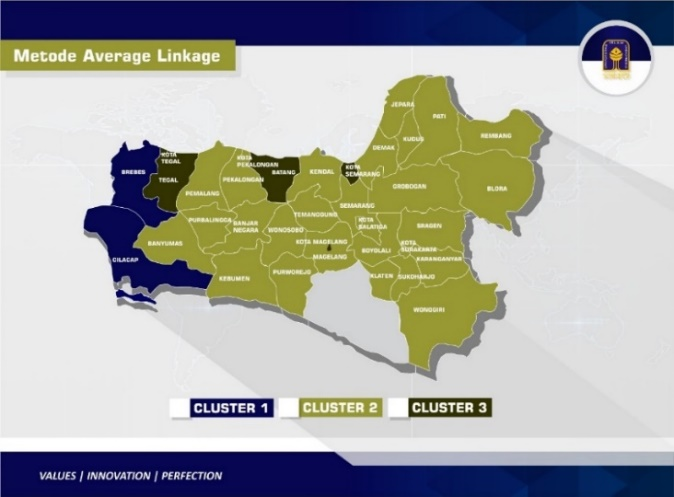 Metode Average Linkage
JEPARA
PATI
KUDUS
REMBANG
DEMAK
KOTA
TEGAL
BREBES
TEGAL
KOTA
PEKALONGAN
BATANG
PEKALONGAN
PEMALANG
KENDAL
KOTA
SEMARANG
GROBOGAN
BLORA
SEMARANG
TEMANGGUNG
PURBALINGGA
BANJAR
NEGARA
WONOSOBO
KOTA
SALATIGA
SRAGEN
BANYUMAS
KOTA MAGELANG
MAGELANG
BOYOLALI
KOTA
SURAKARTA
KARANGANYAR
CILACAP
KEBUMEN
PURWOREJO
KLATEN
SUKOHARJO
WONOGIRI
CLUSTER 1
CLUSTER 2
CLUSTER 3
VALUES | INNOVATION | PERFECTION